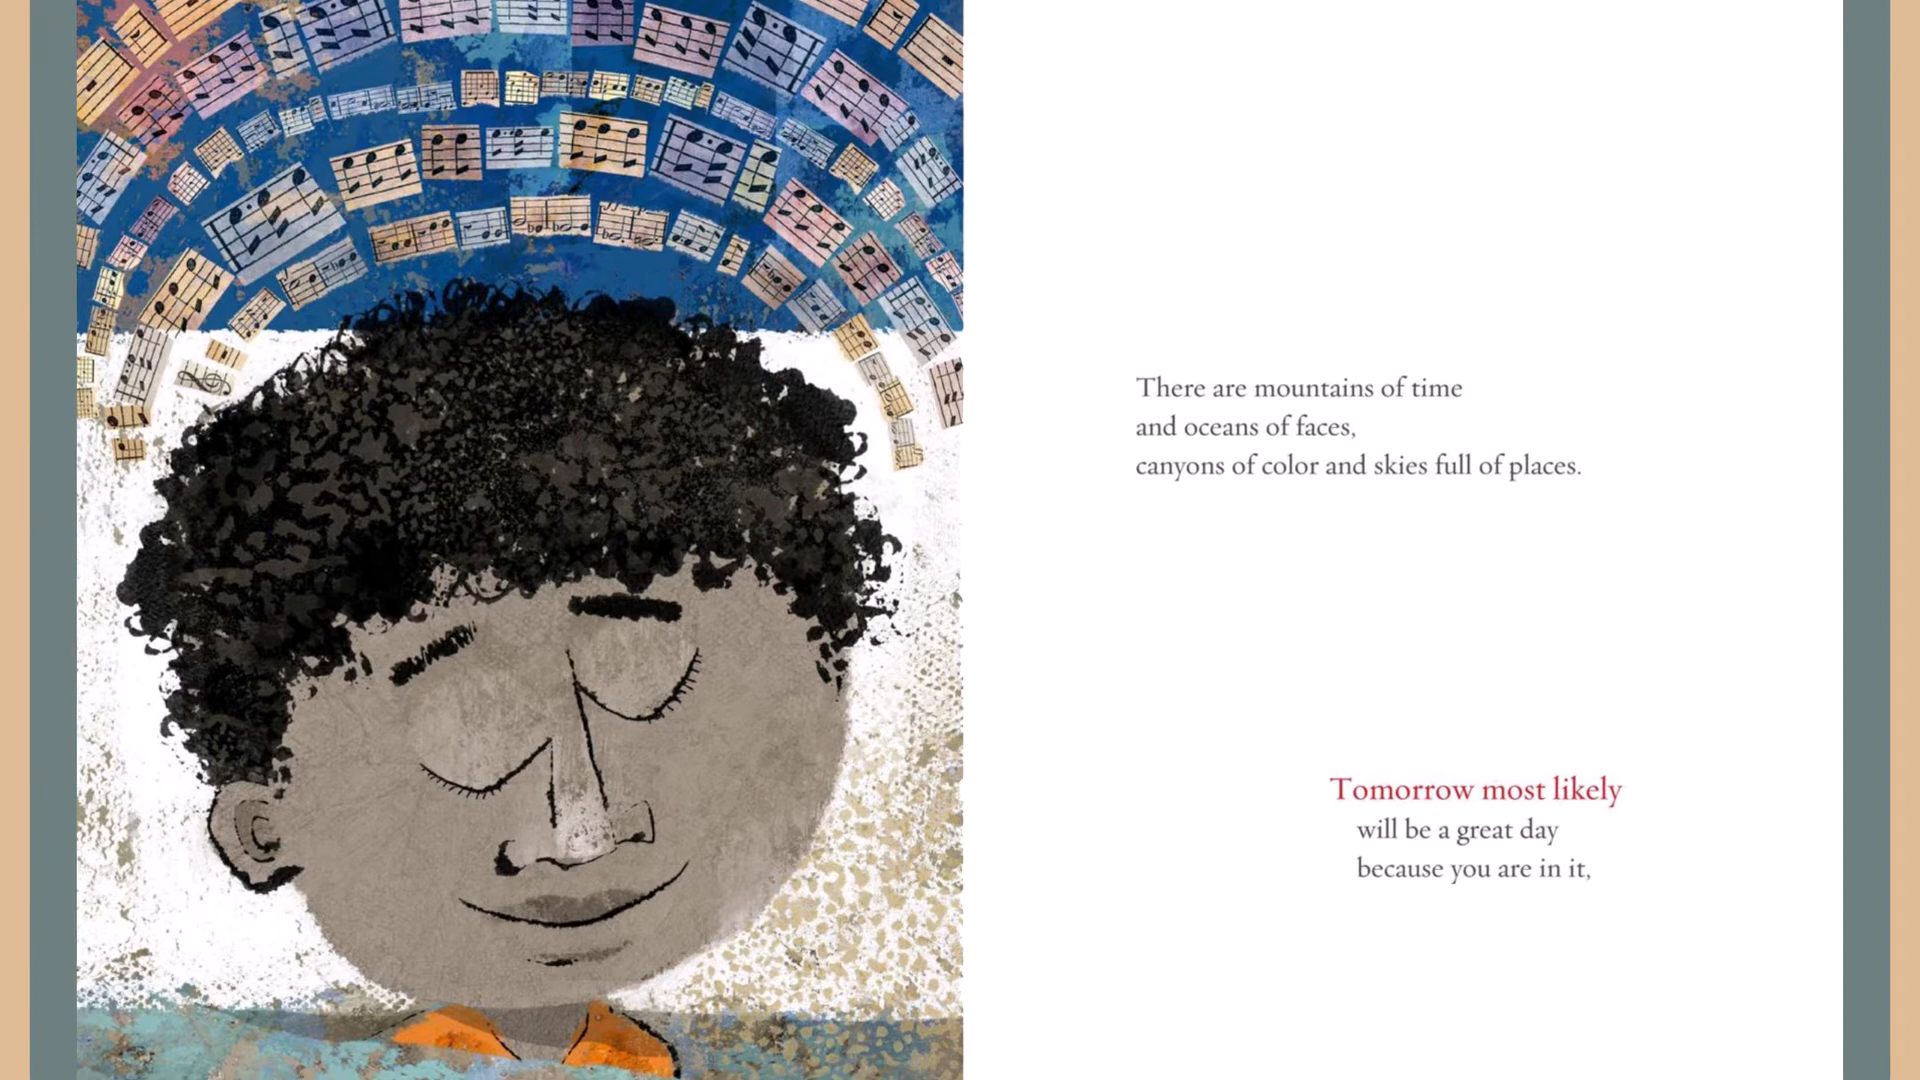 There are mountains of time
and oceans of faces,
canyons of color and skies full of places.
Tomorrow most likely
will be a great day
because you are in it,